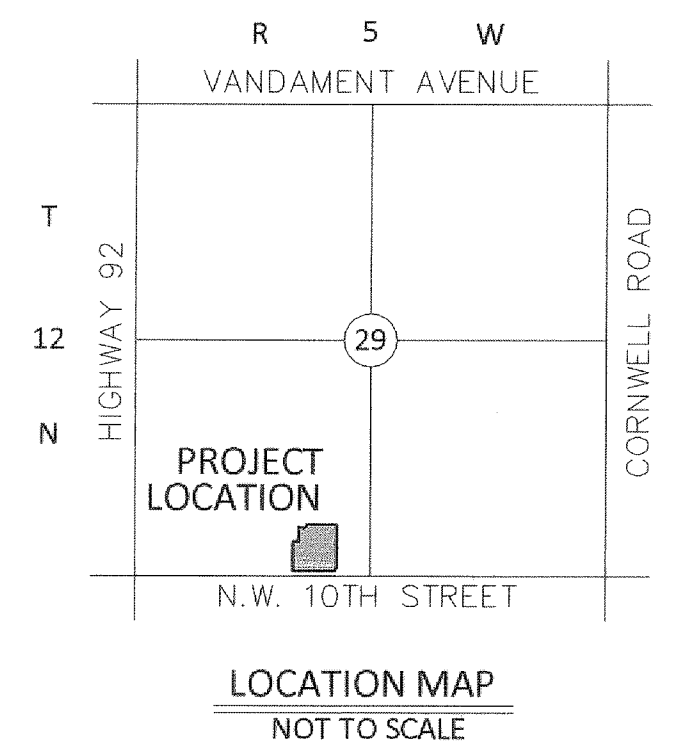 R 5 W
VANDAMENT AVENUE
T
12
N
HIGHWAY 92
CORNWELL ROAD
29
PROJECT
LOCATION
N.W. 10TH STREET
LOCATION MAP
NOT TO SCALE